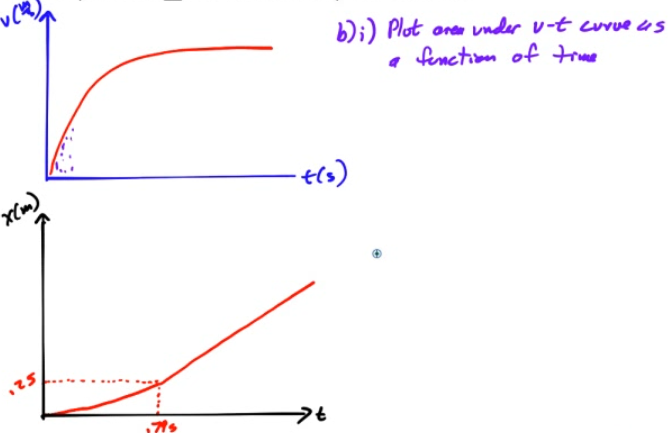 v(m/s)
b)i) Plot area under v-t curve as
a function of time
t(s)
x(m)
.25
t
.79s